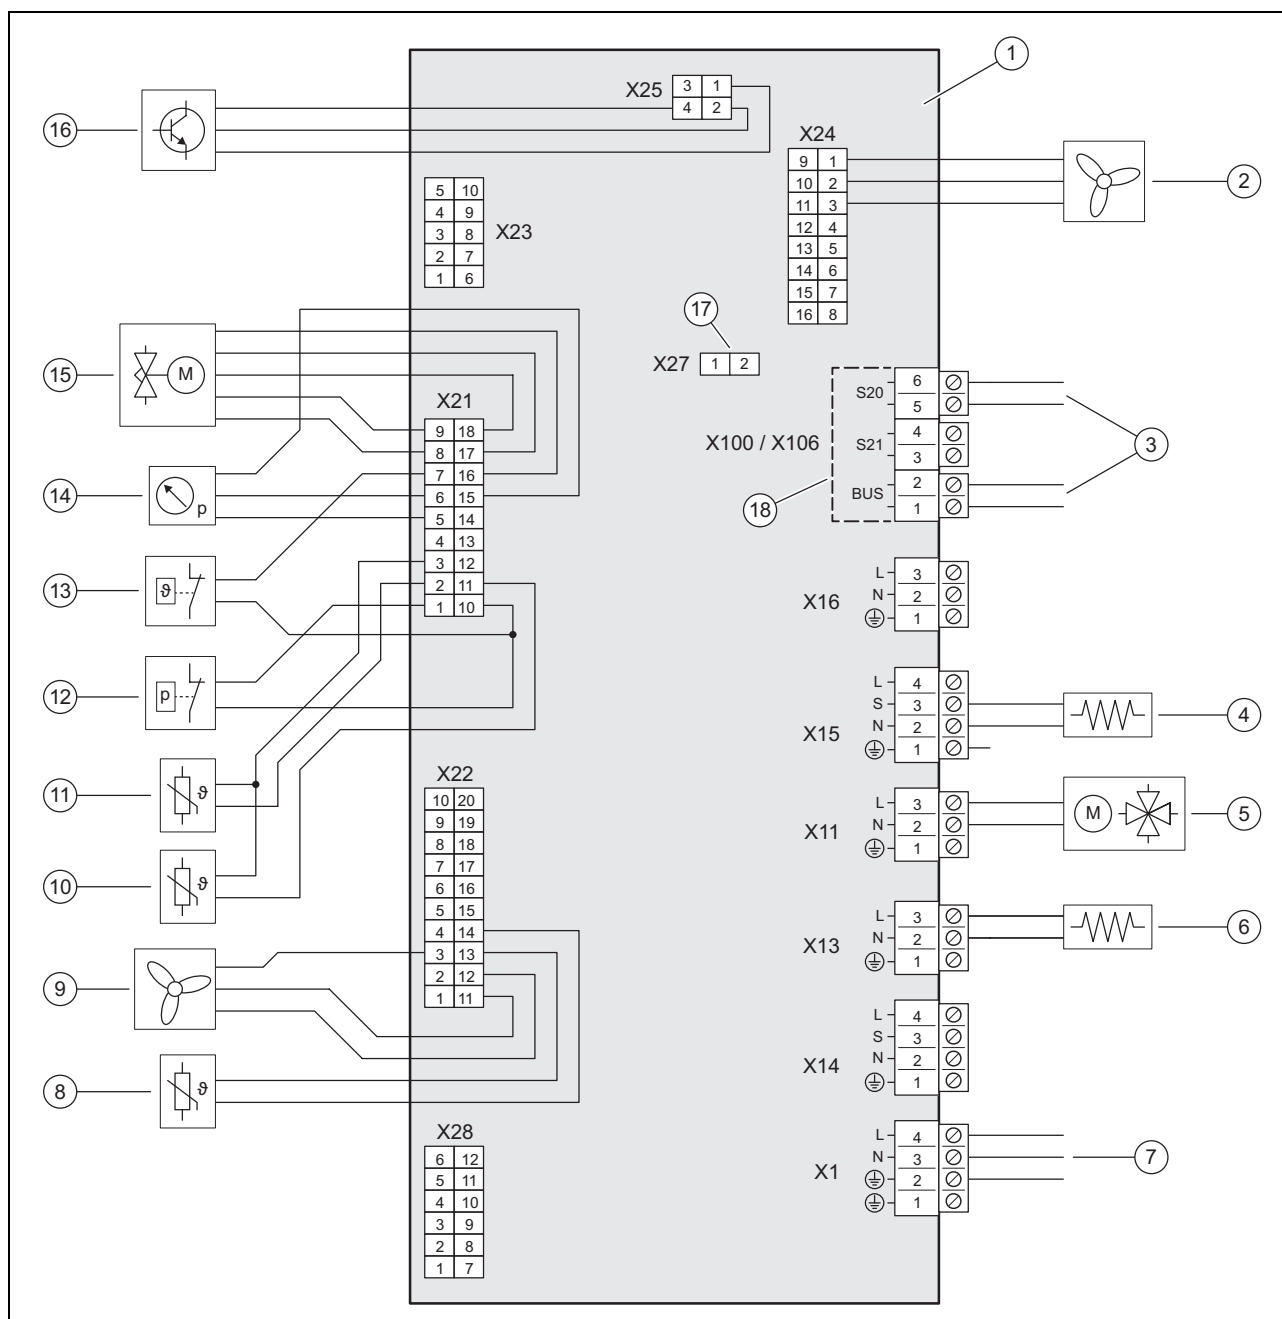 1
X25
3 1
4 2
16
X24
9 1
10 2
11 3
12 4
13 5
14 6
15 7
16 8
2
5 10
4 9
3 8
2 7
1 6
X23
17
X27
1 2
15
M
X21
9 18
8 17
7 16
6 15
5 14
4 13
3 12
2 11
1 10
X100 / X106
S20
6
5
S21
4
3
BUS
2
1
3
18
14
p
13
ϑ
X16
L 3
N 2
1
12
p
X15
L 4
S 3
N 2
1
4
11
ϑ
X22
10 20
9 19
8 18
7 17
6 16
5 15
4 14
3 13
2 12
1 11
X11
L 3
N 2
1
M
5
10
ϑ
X13
L 3
N 2
1
6
9
X14
L 4
S 3
N 2
1
8
ϑ
X28
6 12
5 11
4 10
3 9
2 8
1 7
X1
L 4
N 3
2
1
7